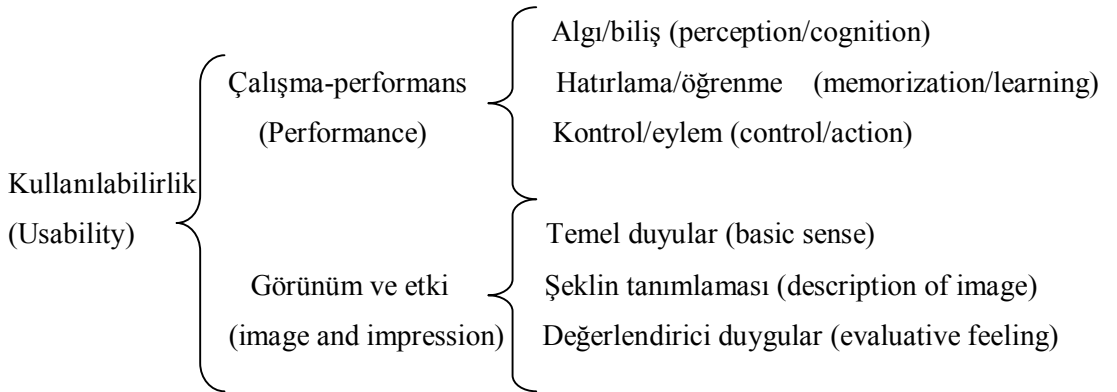 Algı/biliş (perception/cognition)
Çalışma-performans
Hatırlama/öğrenme (memorization/learning)
(Performance)
Kontrol/eylem (control/action)
Kullanılabilirlik
(Usability)
Temel duyular (basic sense)
Görünüm ve etki
Şeklin tanımlaması (description of image)
(image and impression)
Değerlendirici duygular (evaluative feeling)